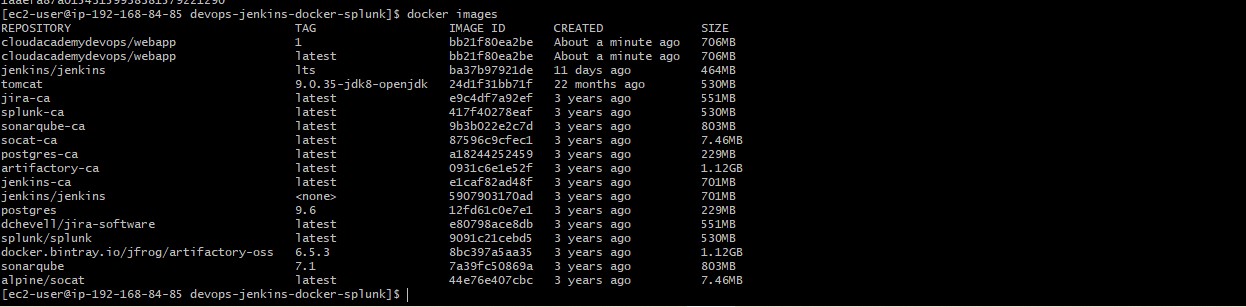 [ec2-user@ip-192-168-84-85 devops-jenkins-docker-splunk]$ docker images
REPOSITORY TAG IMAGE ID CREATED SIZE
cloudacademydevops/webapp 1 bb21f80ea2be About a minute ago 706MB
cloudacademydevops/webapp latest bb21f80ea2be About a minute ago 706MB
jenkins/jenkins lts ba37b97921de 11 days ago 464MB
tomcat 9.0.35-jdk8-openjdk 24d1f31bb71f 22 months ago 530MB
jira-ca latest e9c4df7a92ef 3 years ago 551MB
splunk-ca latest 417f40278eaf 3 years ago 530MB
sonarqube-ca latest 9b3b022e2c7d 3 years ago 803MB
socat-ca latest 87596c9cfec1 3 years ago 7.46MB
postgres-ca latest a18244252459 3 years ago 229MB
artifactory-ca latest 0931c6e1e52f 3 years ago 1.12GB
jenkins-ca latest e1caf82ad48f 3 years ago 701MB
jenkins/jenkins <none> 5907903170ad 3 years ago 701MB
postgres 9.6 12fd61c0e7e1 3 years ago 229MB
dchevell/jira-software latest e80798ace8db 3 years ago 551MB
splunk/splunk latest 9091c21cebd5 3 years ago 530MB
docker.bintray.io/jfrog/artifactory-oss 6.5.3 8bc397a5aa35 3 years ago 1.12GB
sonarqube 7.1 7a39fc50869a 3 years ago 803MB
alpine/socat latest 44e76e407cbc 3 years ago 7.46MB
[ec2-user@ip-192-168-84-85 devops-jenkins-docker-splunk]$